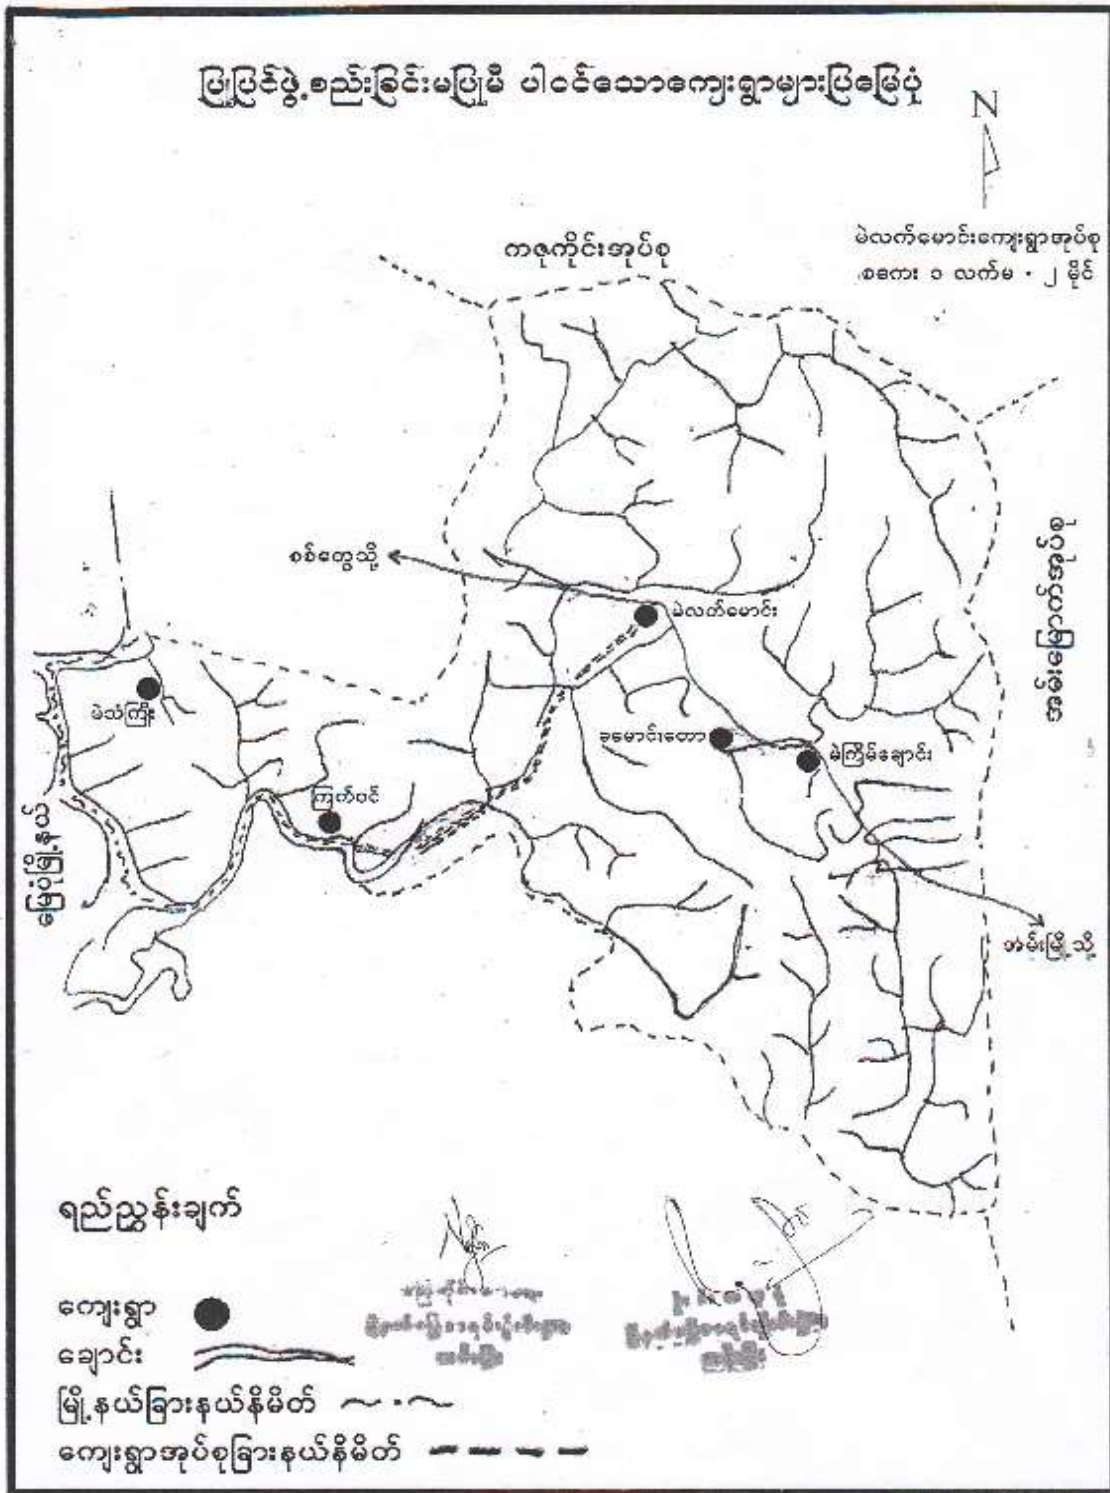 ပြုပြင်ဖွဲ့စည်းခြင်းမပြုမီ ပါဝင်သောကျေးရွာများပြမြေပုံ
N
မဲလက်မောင်းကျေးရွာအုပ်စု
စကေး ၁ လက်မ • ၂ မိုင်
ကဇုကိုင်းအုပ်စု
စစ်တွေသို့
မဲလက်မောင်း
မဲသကြီး
ခမောင်းတော
မဲကြိမ်ချောင်း
ကြက်ဝင်
မြေပုံမြို့နယ်
အမ်းမြို့သို့
ရည်ညွှန်းချက်
ကျေးရွာ
ချောင်း
မြို့နယ်ခြားနယ်နိမိတ်
ကျေးရွာအုပ်စုခြားနယ်နိမိတ်